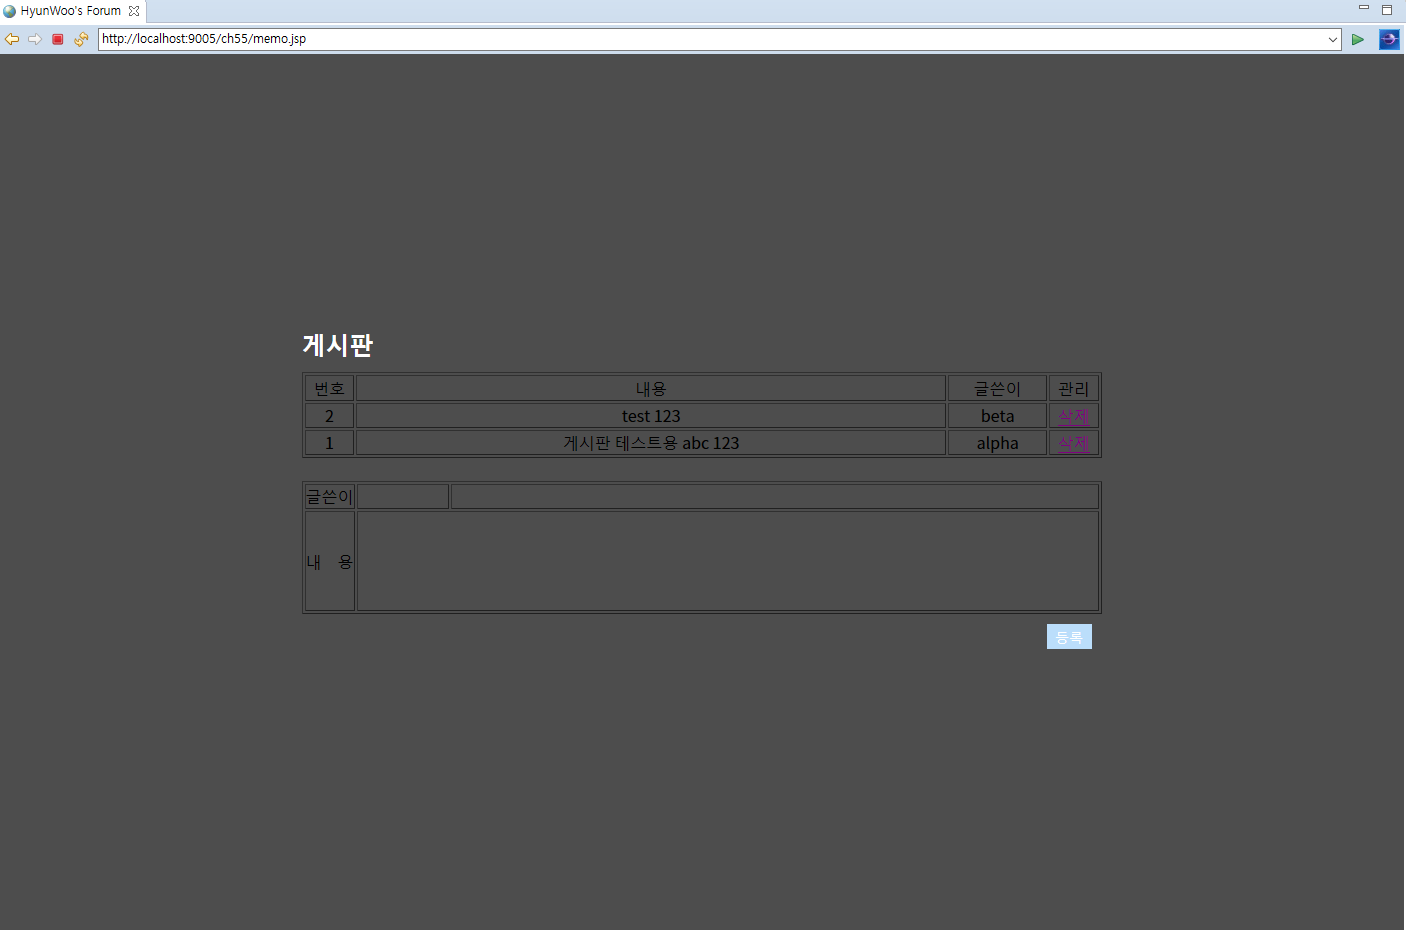 HyunWoo's Forum
http://localhost:9005/ch55/memo.jsp
게시판
번호 내용 글쓴이 관리
2 test 123 beta 삭제
1 게시판 테스트용 abc 123 alpha 삭제
글쓴이
내 용
등록